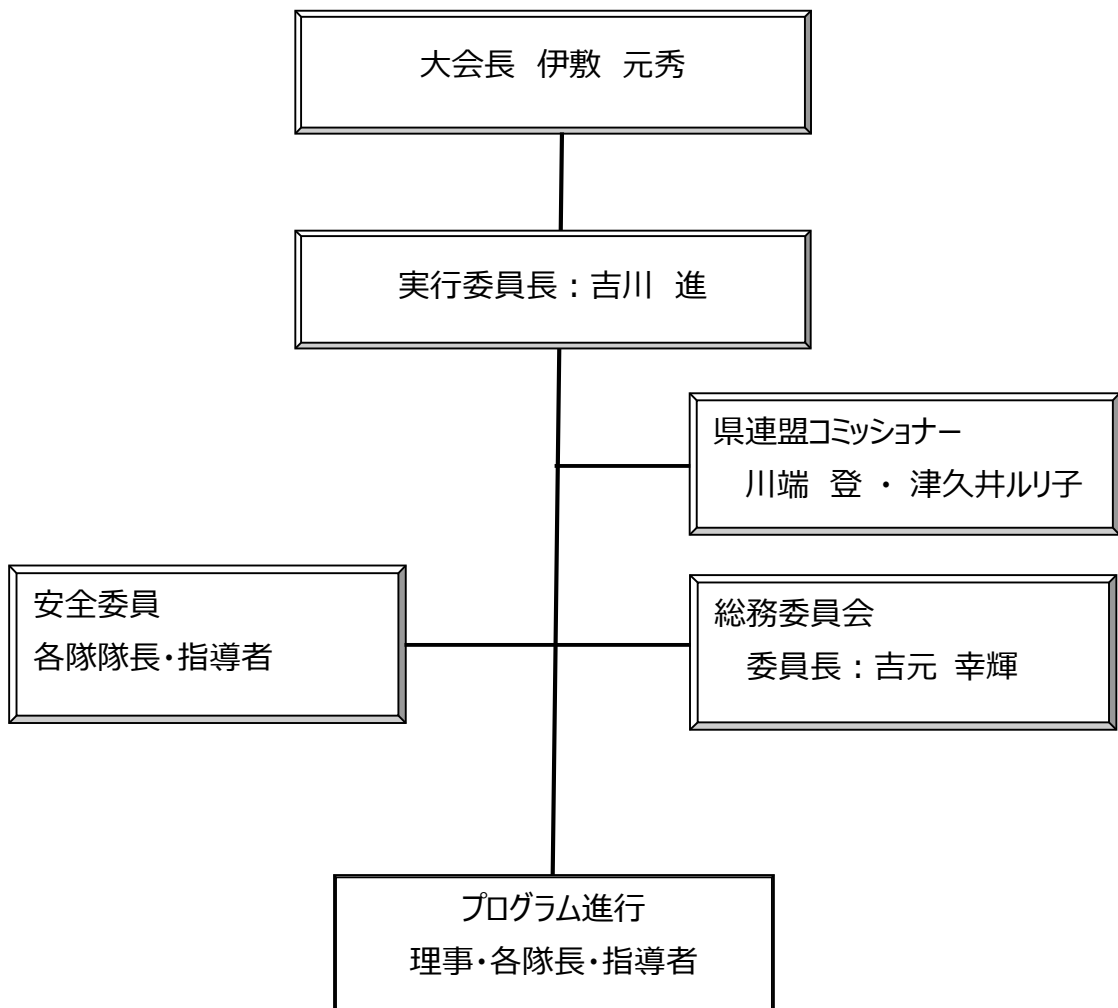 大会長 伊敷 元秀
実行委員長：吉川 進
県連盟コミッショナー
川端 登 ・ 津久井ルリ子
安全委員
各隊隊長・指導者
総務委員会
委員長：吉元 幸輝
プログラム進行
理事・各隊長・指導者